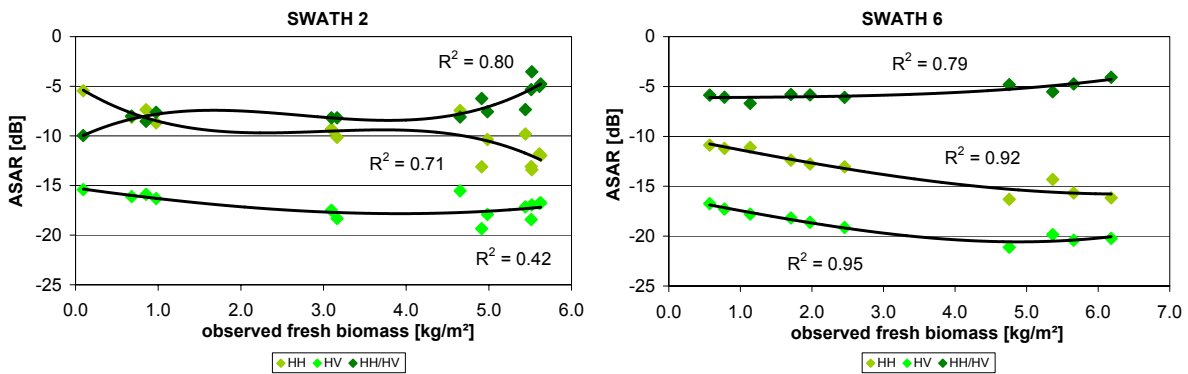 SWATH 2
0
-5
-10
-15
-20
-25
ASAR [dB]
R² = 0.80
R² = 0.71
R² = 0.42
0.0 1.0 2.0 3.0 4.0 5.0 6.0
observed fresh biomass [kg/m²]
HH HV HH/HV
SWATH 6
0
-5
-10
-15
-20
-25
ASAR [dB]
R² = 0.79
R² = 0.92
R² = 0.95
0.0 1.0 2.0 3.0 4.0 5.0 6.0 7.0
observed fresh biomass [kg/m²]
HH HV HH/HV